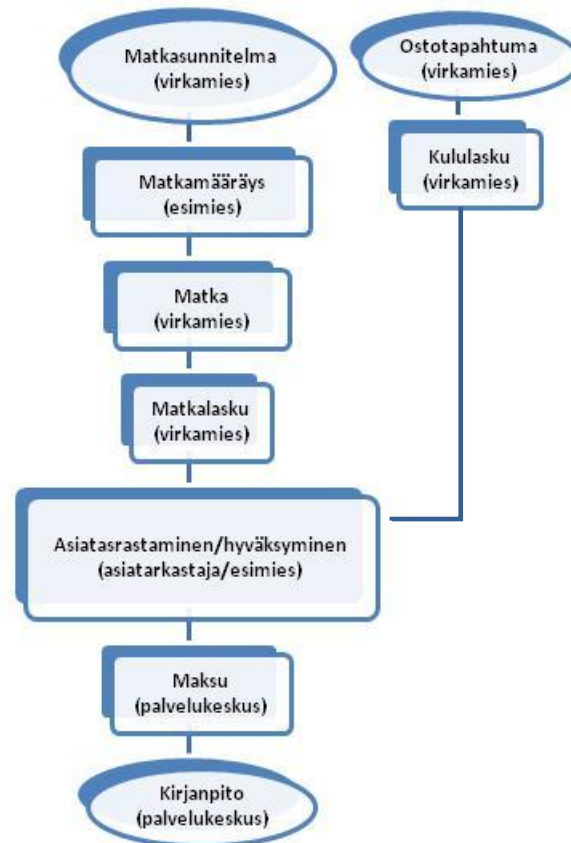 Matkasunnitelma
(virkamies)
Ostotapahtuma
(virkamies)
Matkamääräys
(esimies)
Kululasku
(virkamies)
Matka
(virkamies)
Matkalasku
(virkamies)
Asiatasrastaminen/hyväksyminen
(asiatarkastaja/esimies)
Maksu
(palvelukeskus)
Kirjanpito
(palvelukeskus)